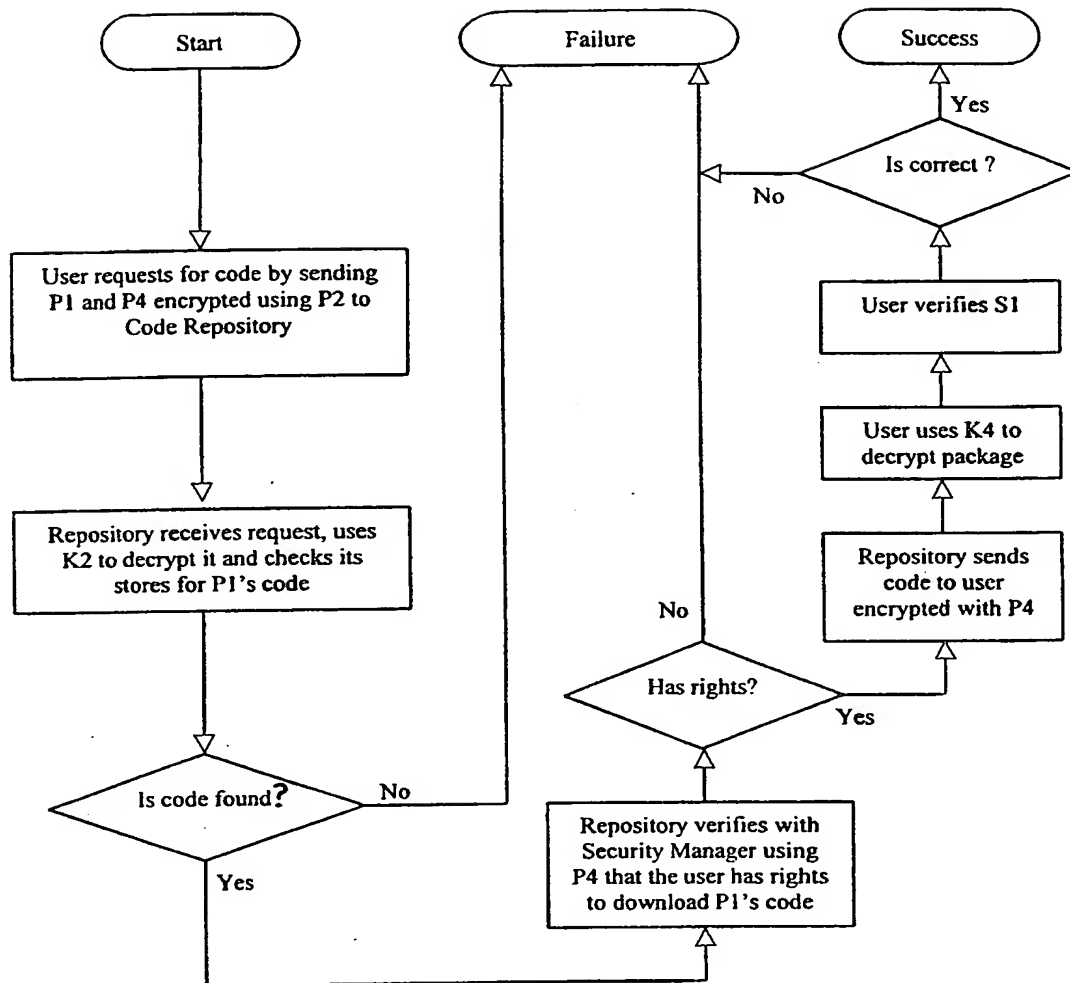 Start
Failure
Success
Yes
Is correct ?
No
User requests for code by sending
P1 and P4 encrypted using P2 to
Code Repository
User verifies S1
User uses K4 to
decrypt package
Repository receives request, uses
K2 to decrypt it and checks its
stores for P1's code
Repository sends
code to user
encrypted with P4
No
Has rights?
Yes
Is code found?
No
Yes
Repository verifies with
Security Manager using
P4 that the user has rights
to download P1's code